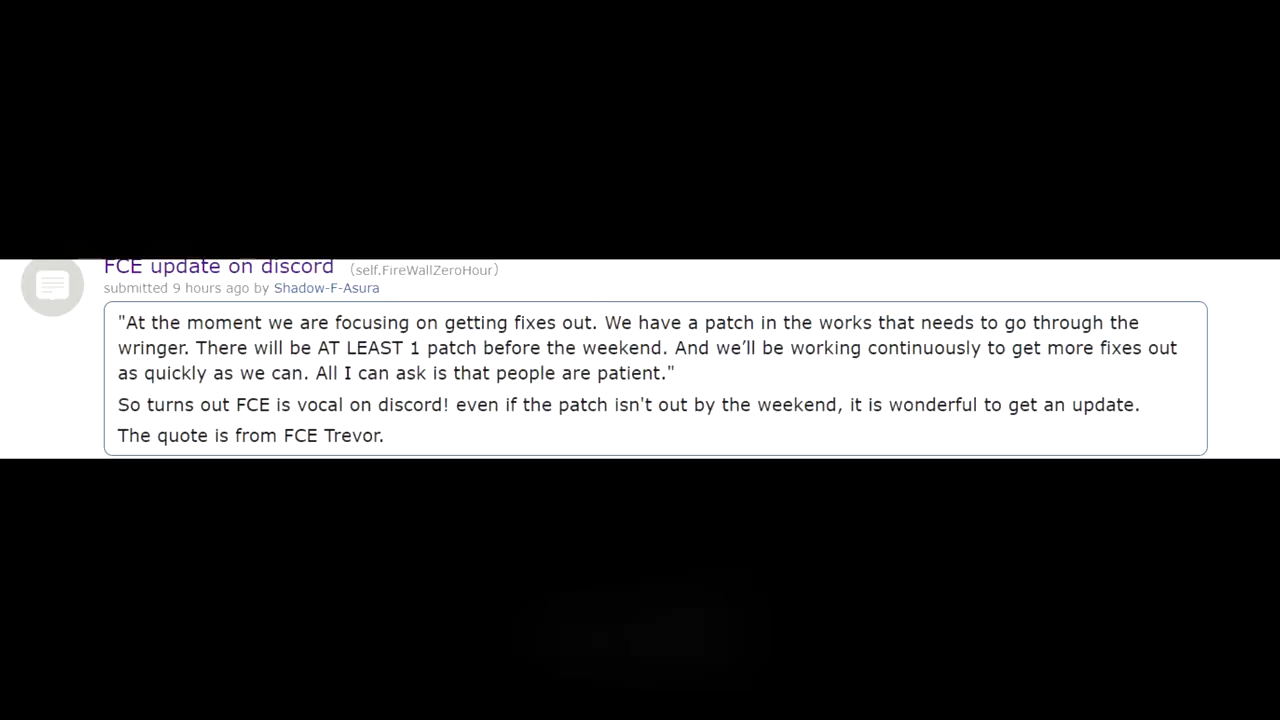 FCE update on discord (self.FireWallZeroHour)
submitted 9 hours ago by Shadow-F-Asura
"At the moment we are focusing on getting fixes out. We have a patch in the works that needs to go through the
wringer. There will be AT LEAST 1 patch before the weekend. And we’ll be working continuously to get more fixes out
as quickly as we can. All I can ask is that people are patient."
So turns out FCE is vocal on discord! even if the patch isn't out by the weekend, it is wonderful to get an update.
The quote is from FCE Trevor.